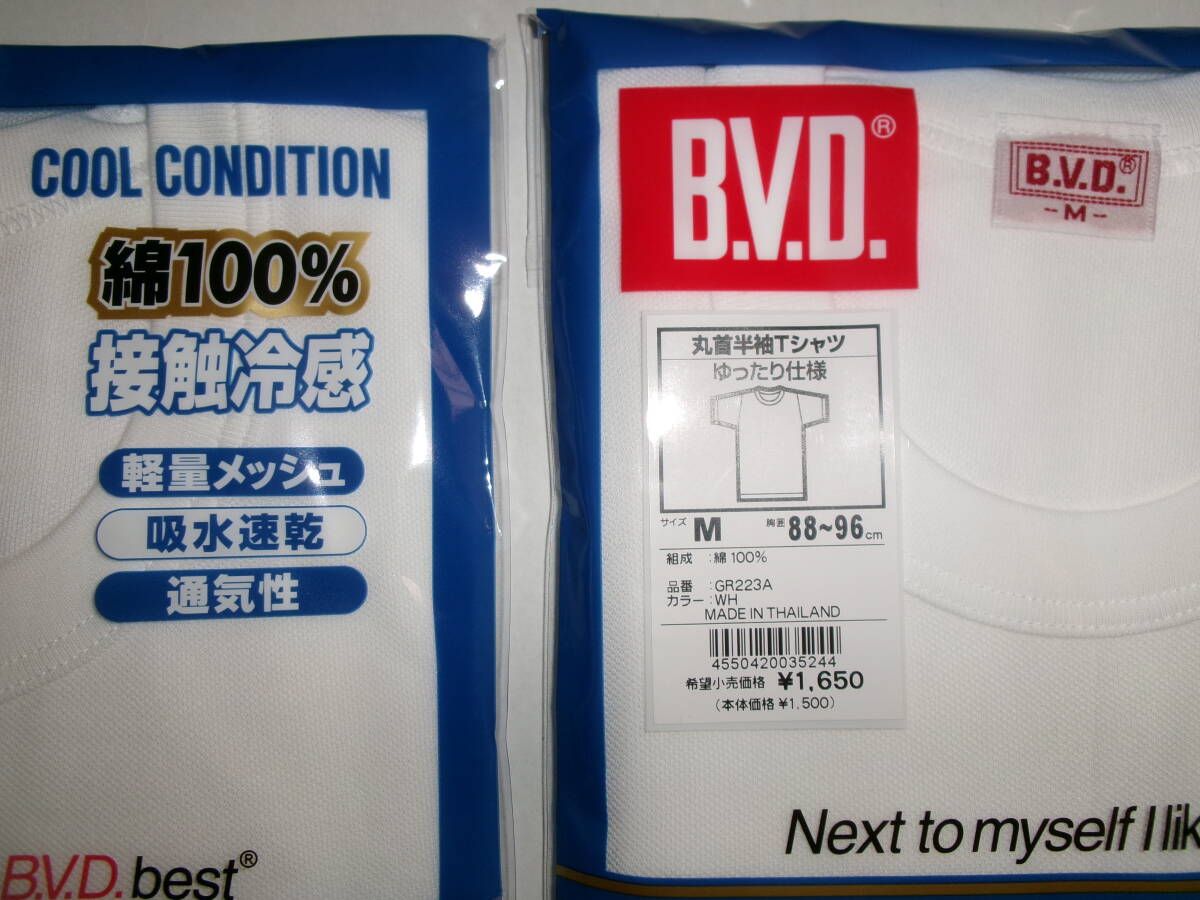 COOL CONDITION
綿100%
接触冷感
軽量メッシュ
吸水速乾
通気性
B.V.D.best®
B.V.D.®
B.V.D.®
-M-
丸首半袖Tシャツ
ゆったり仕様
サイズ M 胸囲 88~96cm
組成 :綿100%
品番 :GR223A
カラー :WH
MADE IN THAILAND
4550420035244
希望小売価格 ¥1,650
(本体価格¥1,500)
Next to myself I lik